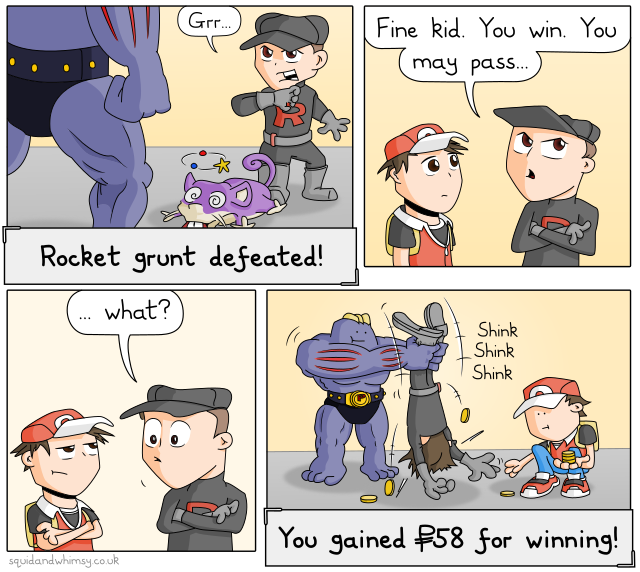 Grr...
R
Rocket grunt defeated!
Fine kid. You win. You
may pass...
... what?
Shink
Shink
Shink
You gained ₽58 for winning!
squidandwhimsy.co.uk